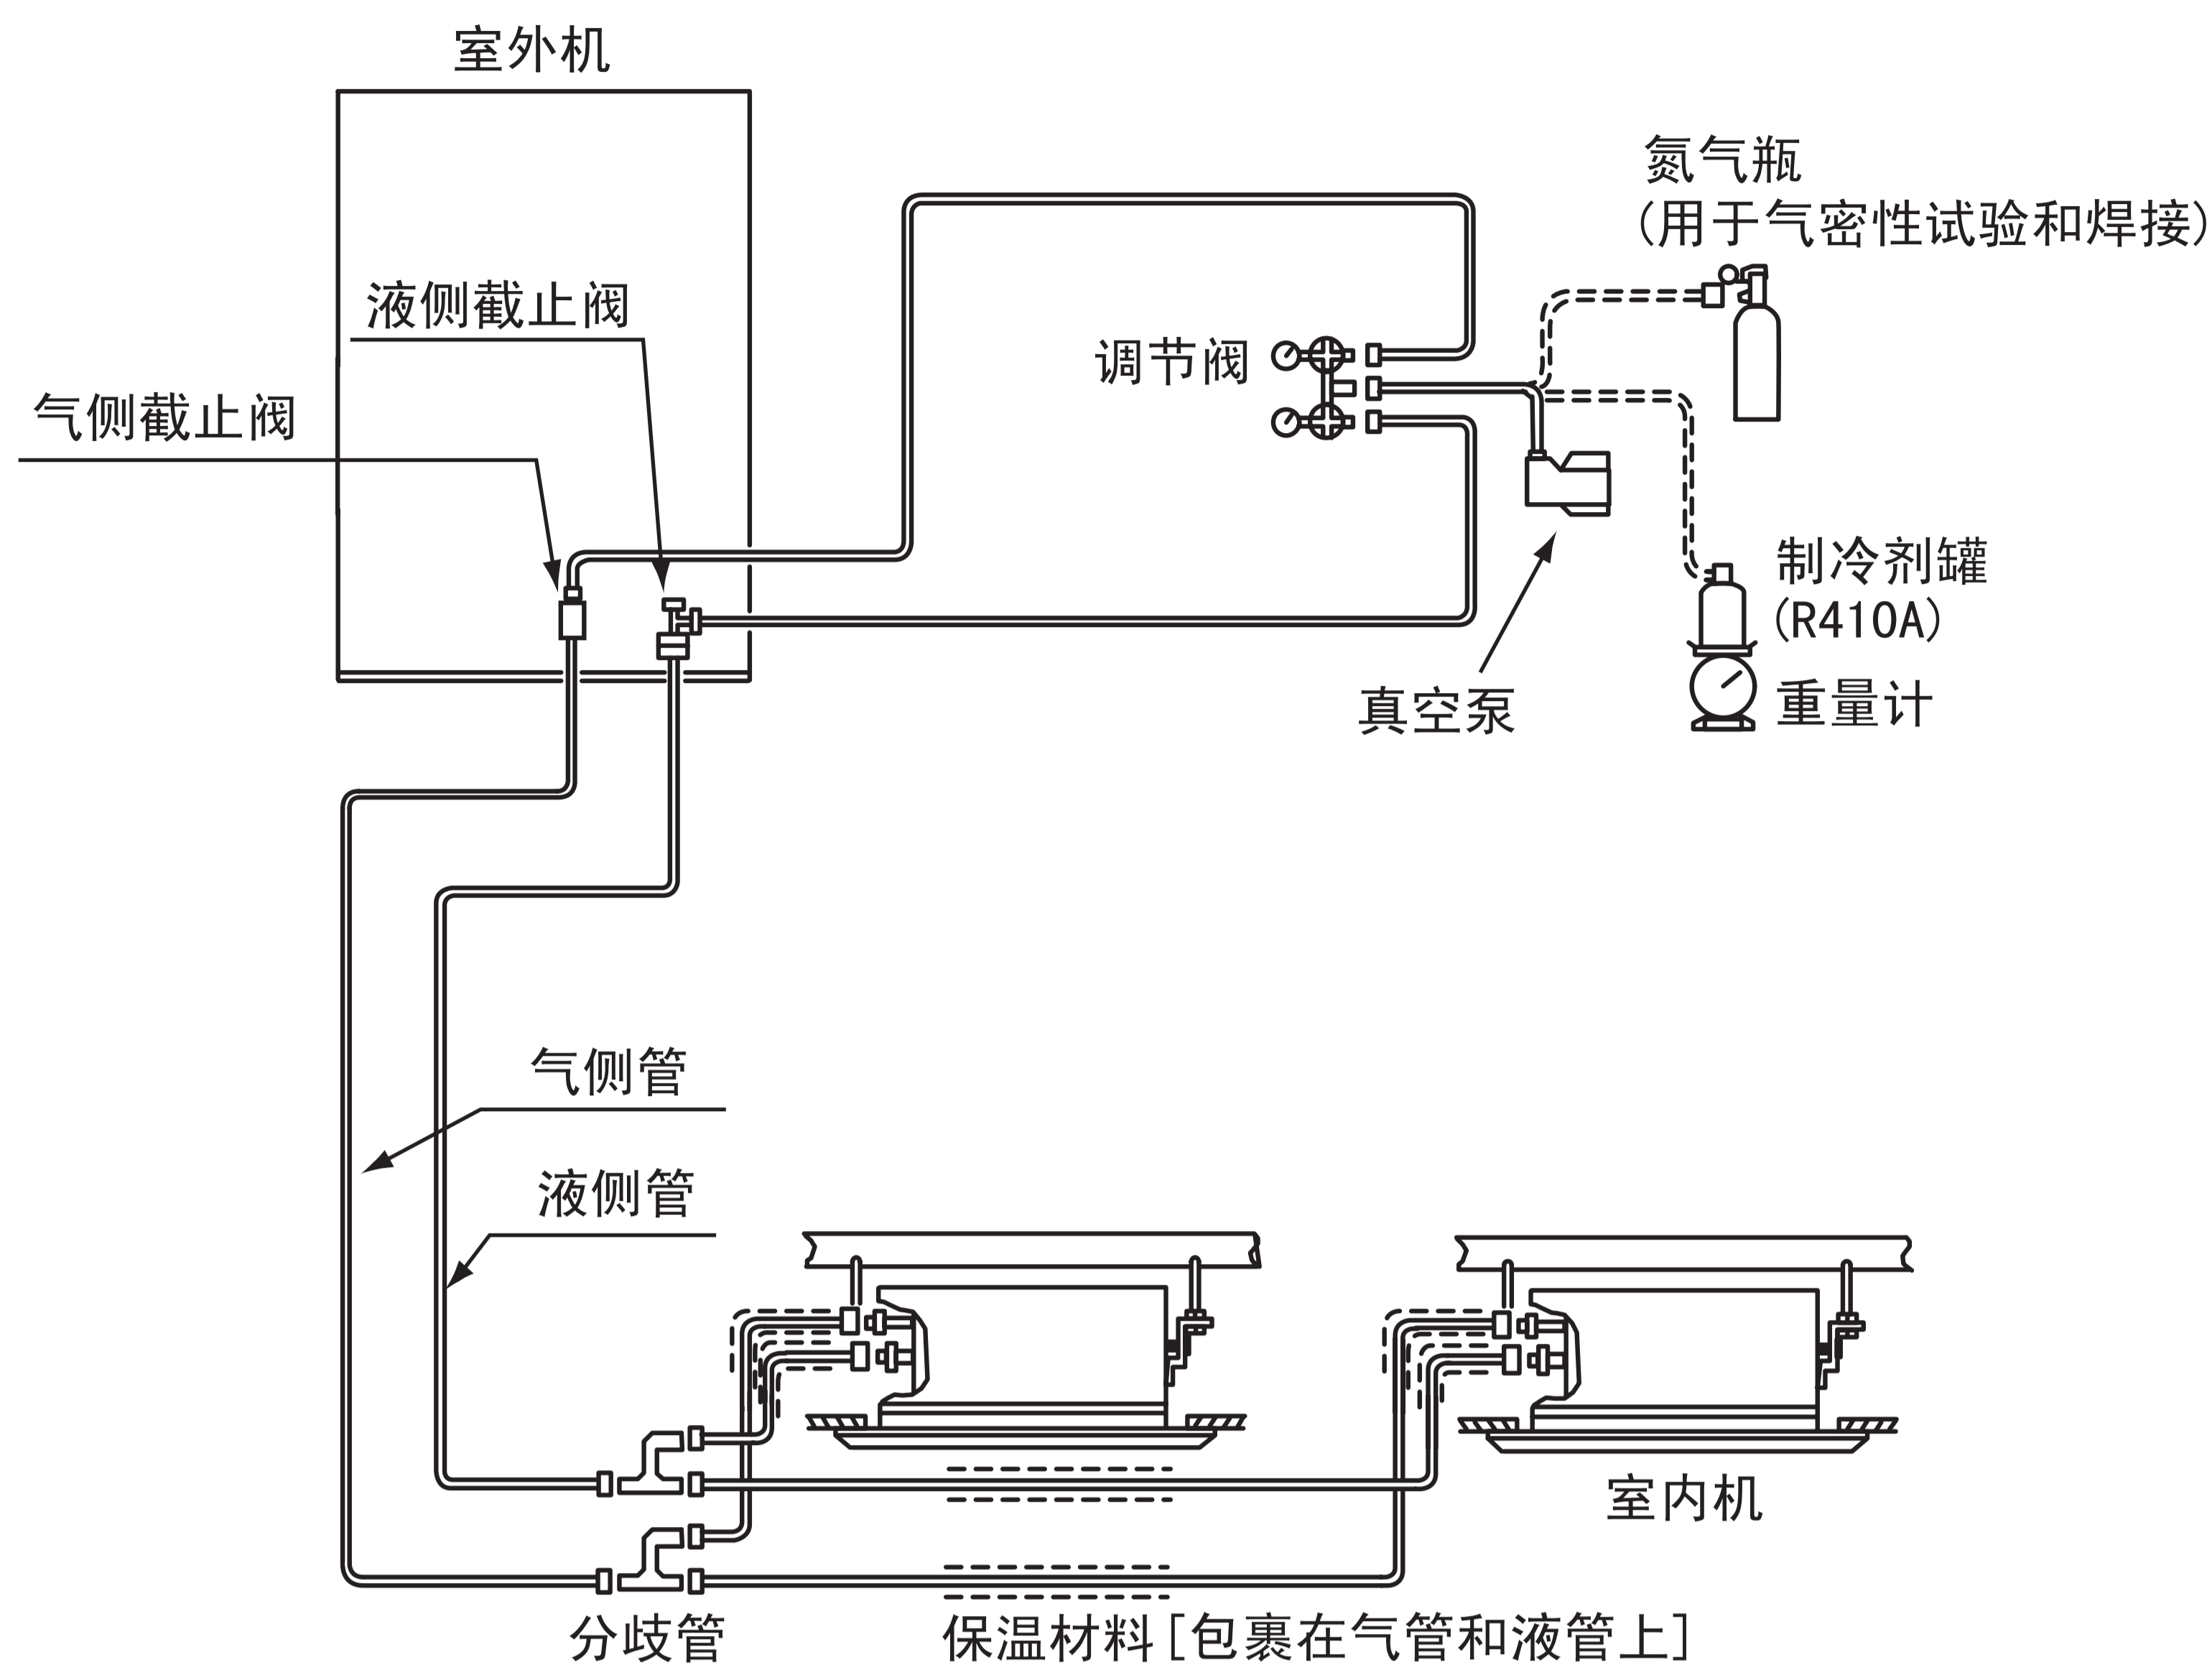 室外机
氮气瓶
(用于气密性试验和焊接)
液侧截止阀
调节阀
气侧截止阀
制冷剂罐
(R410A)
重量计
真空泵
气侧管
液侧管
室内机
分歧管
保温材料[包裹在气管和液管上]